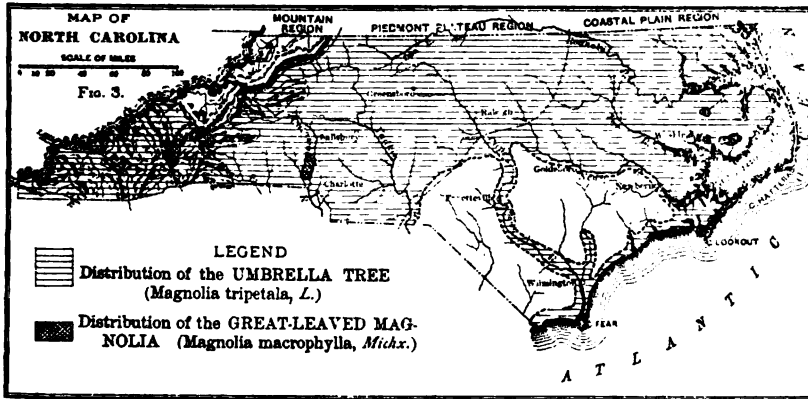 MAP OF
NORTH CAROLINA
SCALE OF MILES
FIG. 3.
MOUNTAIN
REGION
PIEDMONT PLATEAU REGION
COASTAL PLAIN REGION
Greensboro
Raleigh
Salisbury
Charlotte
Goldsboro
Newberne
Fayetteville
Wilmington
C. HATTERAS
C. LOOKOUT
C. FEAR
ATLANTIC
LEGEND
Distribution of the UMBRELLA TREE
(Magnolia tripetala, L.)
Distribution of the GREAT-LEAVED MAG-
NOLIA (Magnolia macrophylla, Michx.)